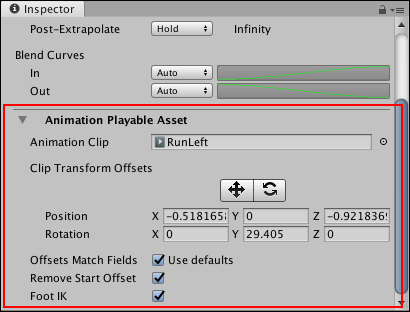 Inspector
Post-Extrapolate Hold Infinity
Blend Curves
In Auto
Out Auto
Animation Playable Asset
Animation Clip RunLeft
Clip Transform Offsets
Position X -0.518165 Y 0 Z -0.921836
Rotation X 0 Y 29.405 Z 0
Offsets Match Fields Use defaults
Remove Start Offset
Foot IK